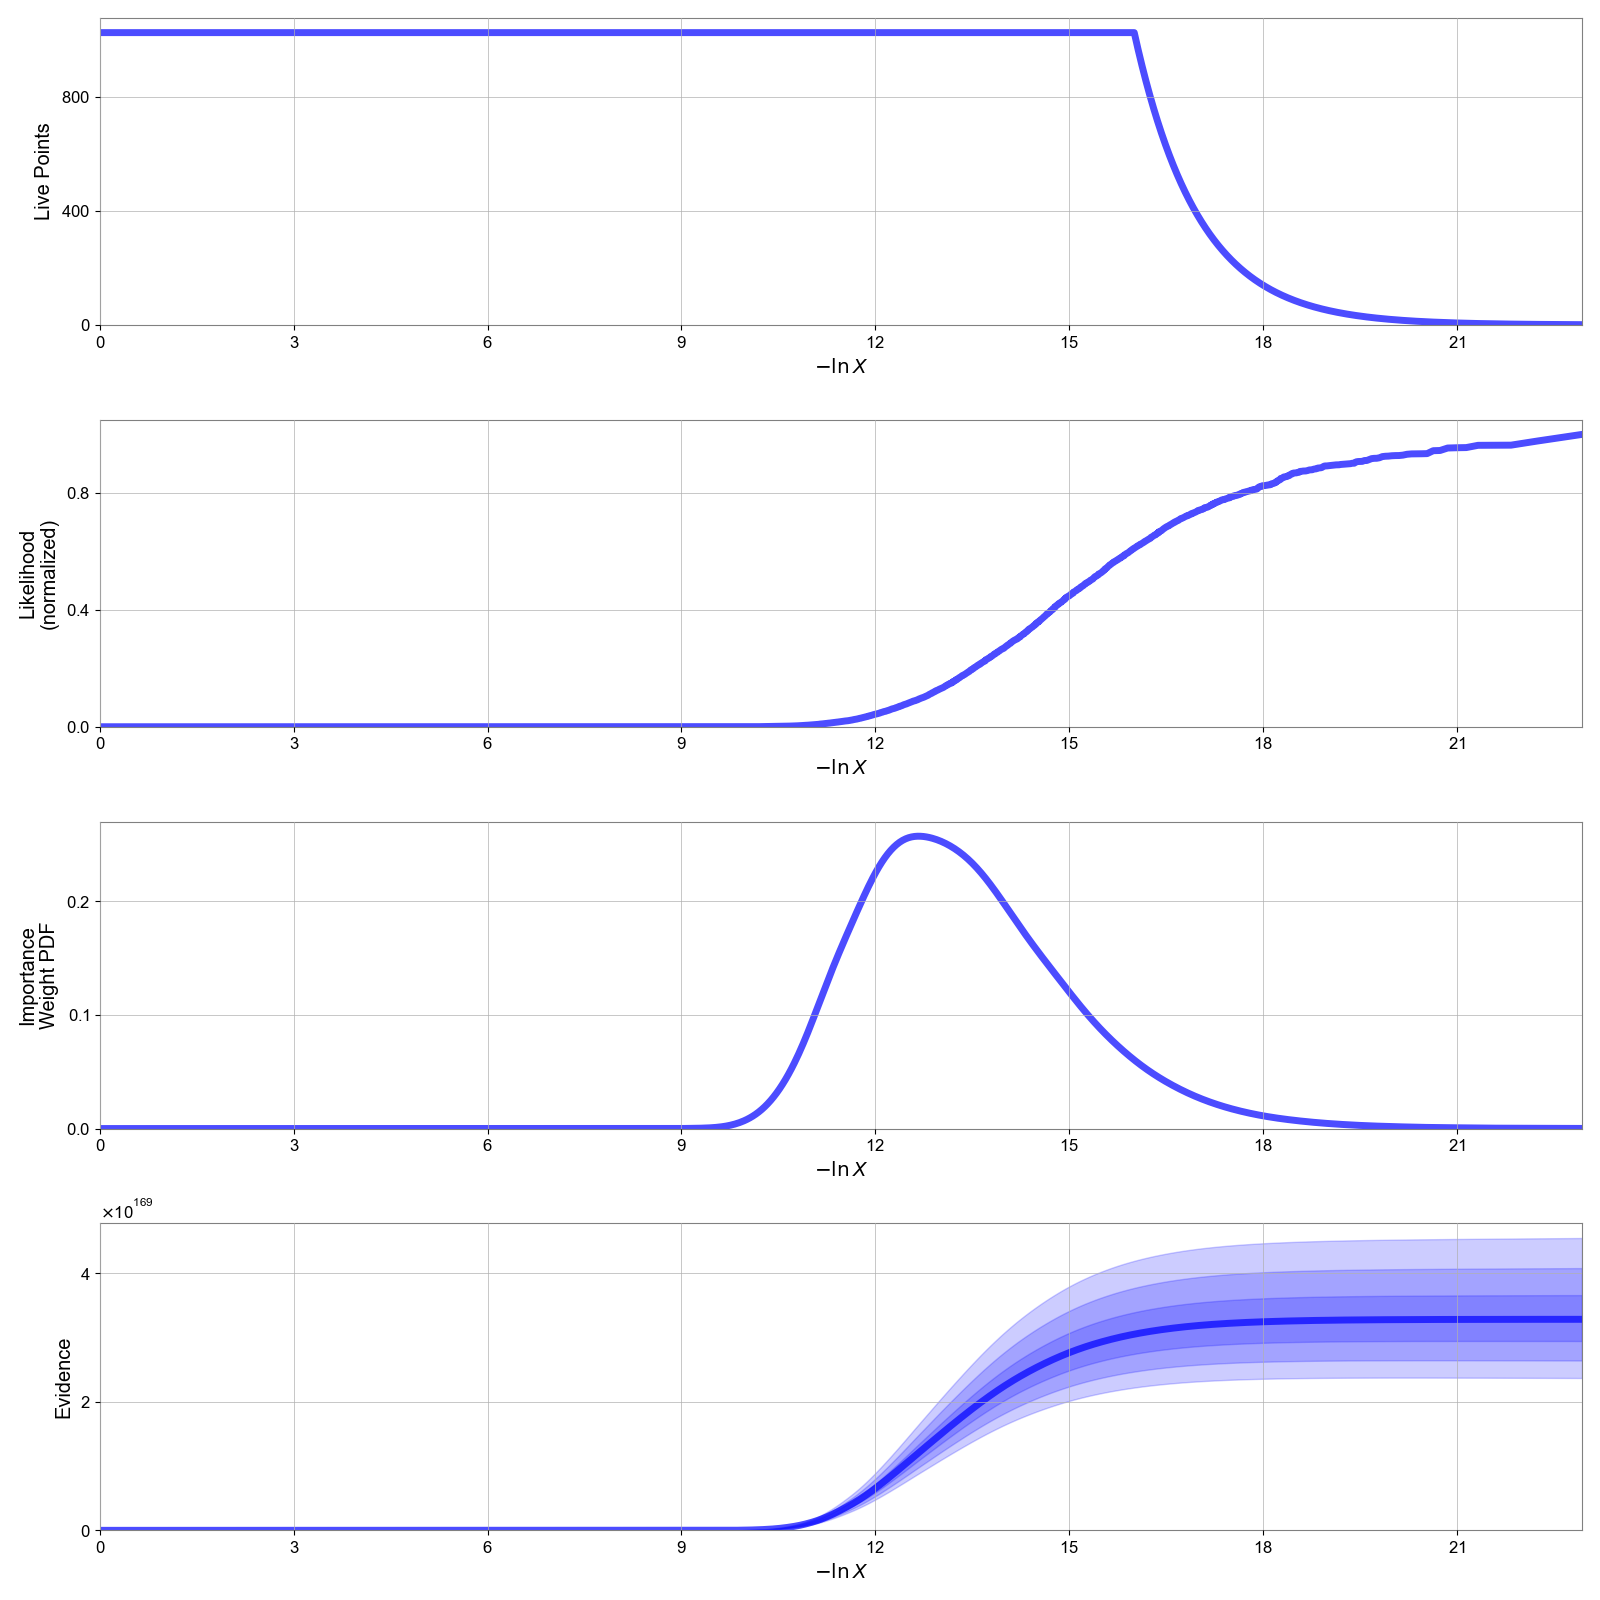 800
400
0
Live Points
0 3 6 9 12 15 18 21
−ln X
0.8
0.4
0.0
Likelihood
(normalized)
0 3 6 9 12 15 18 21
−ln X
0.2
0.1
0.0
Importance
Weight PDF
0 3 6 9 12 15 18 21
−ln X
×10¹⁶⁹
4
2
0
Evidence
0 3 6 9 12 15 18 21
−ln X